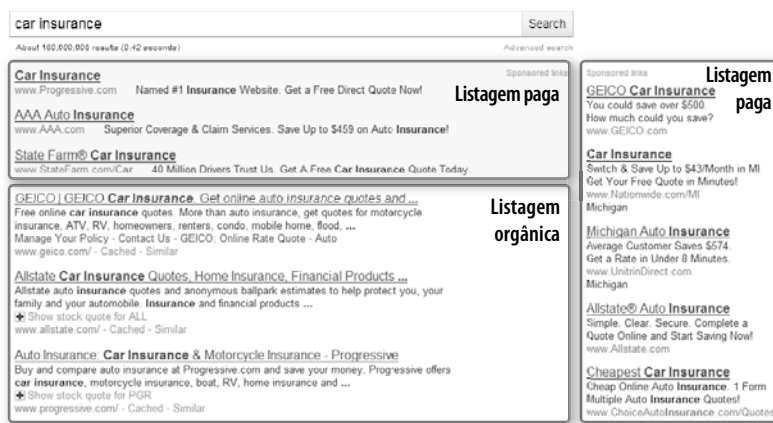 car insurance
Search
About 160,000,000 results (0.42 seconds)
Advanced search
Car Insurance
Sponsored links
www.Progressive.com Named #1 Insurance Website. Get a Free Direct Quote Now!
Listagem paga
AAA Auto Insurance
www.AAA.com Superior Coverage & Claim Services. Save Up to $459 on Auto Insurance!
State Farm® Car Insurance
www.StateFarm.com/Car 40 Million Drivers Trust Us. Get A Free Car Insurance Quote Today.
GEICO | GEICO Car Insurance. Get online auto insurance quotes and ...
Free online car insurance quotes. More than auto insurance, get quotes for motorcycle
insurance, ATV, RV, homeowners, renters, condo, mobile home, flood, ...
Manage Your Policy - Contact Us - GEICO: Online Rate Quote - Auto
www.geico.com/ - Cached - Similar
Listagem
orgânica
Allstate Car Insurance Quotes, Home Insurance, Financial Products ...
Allstate auto insurance quotes and anonymous ballpark estimates to help protect you, your
family and your automobile. Insurance and financial products ...
Show stock quote for ALL
www.allstate.com/ - Cached - Similar
Auto Insurance: Car Insurance & Motorcycle Insurance - Progressive
Buy and compare auto insurance at Progressive.com and save your money. Progressive offers
car insurance, motorcycle insurance, boat, RV, home insurance and ...
Show stock quote for PGR
www.progressive.com/ - Cached - Similar
Sponsored links
Listagem
paga
GEICO Car Insurance
You could save over $500.
How much could you save?
www.GEICO.com
Car Insurance
Switch & Save Up to $43/Month in MI
Get Your Free Quote in Minutes!
www.Nationwide.com/MI
Michigan
Michigan Auto Insurance
Average Customer Saves $574.
Get a Rate in Under 8 Minutes.
www.UnitrinDirect.com
Michigan
Allstate® Auto Insurance
Simple. Clear. Secure. Complete a
Quote Online and Start Saving Now!
www.Allstate.com
Cheapest Car Insurance
Cheap Online Auto Insurance. 1 Form
Multiple Auto Insurance Quotes!
www.ChoiceAutoInsurance.com/Quotes